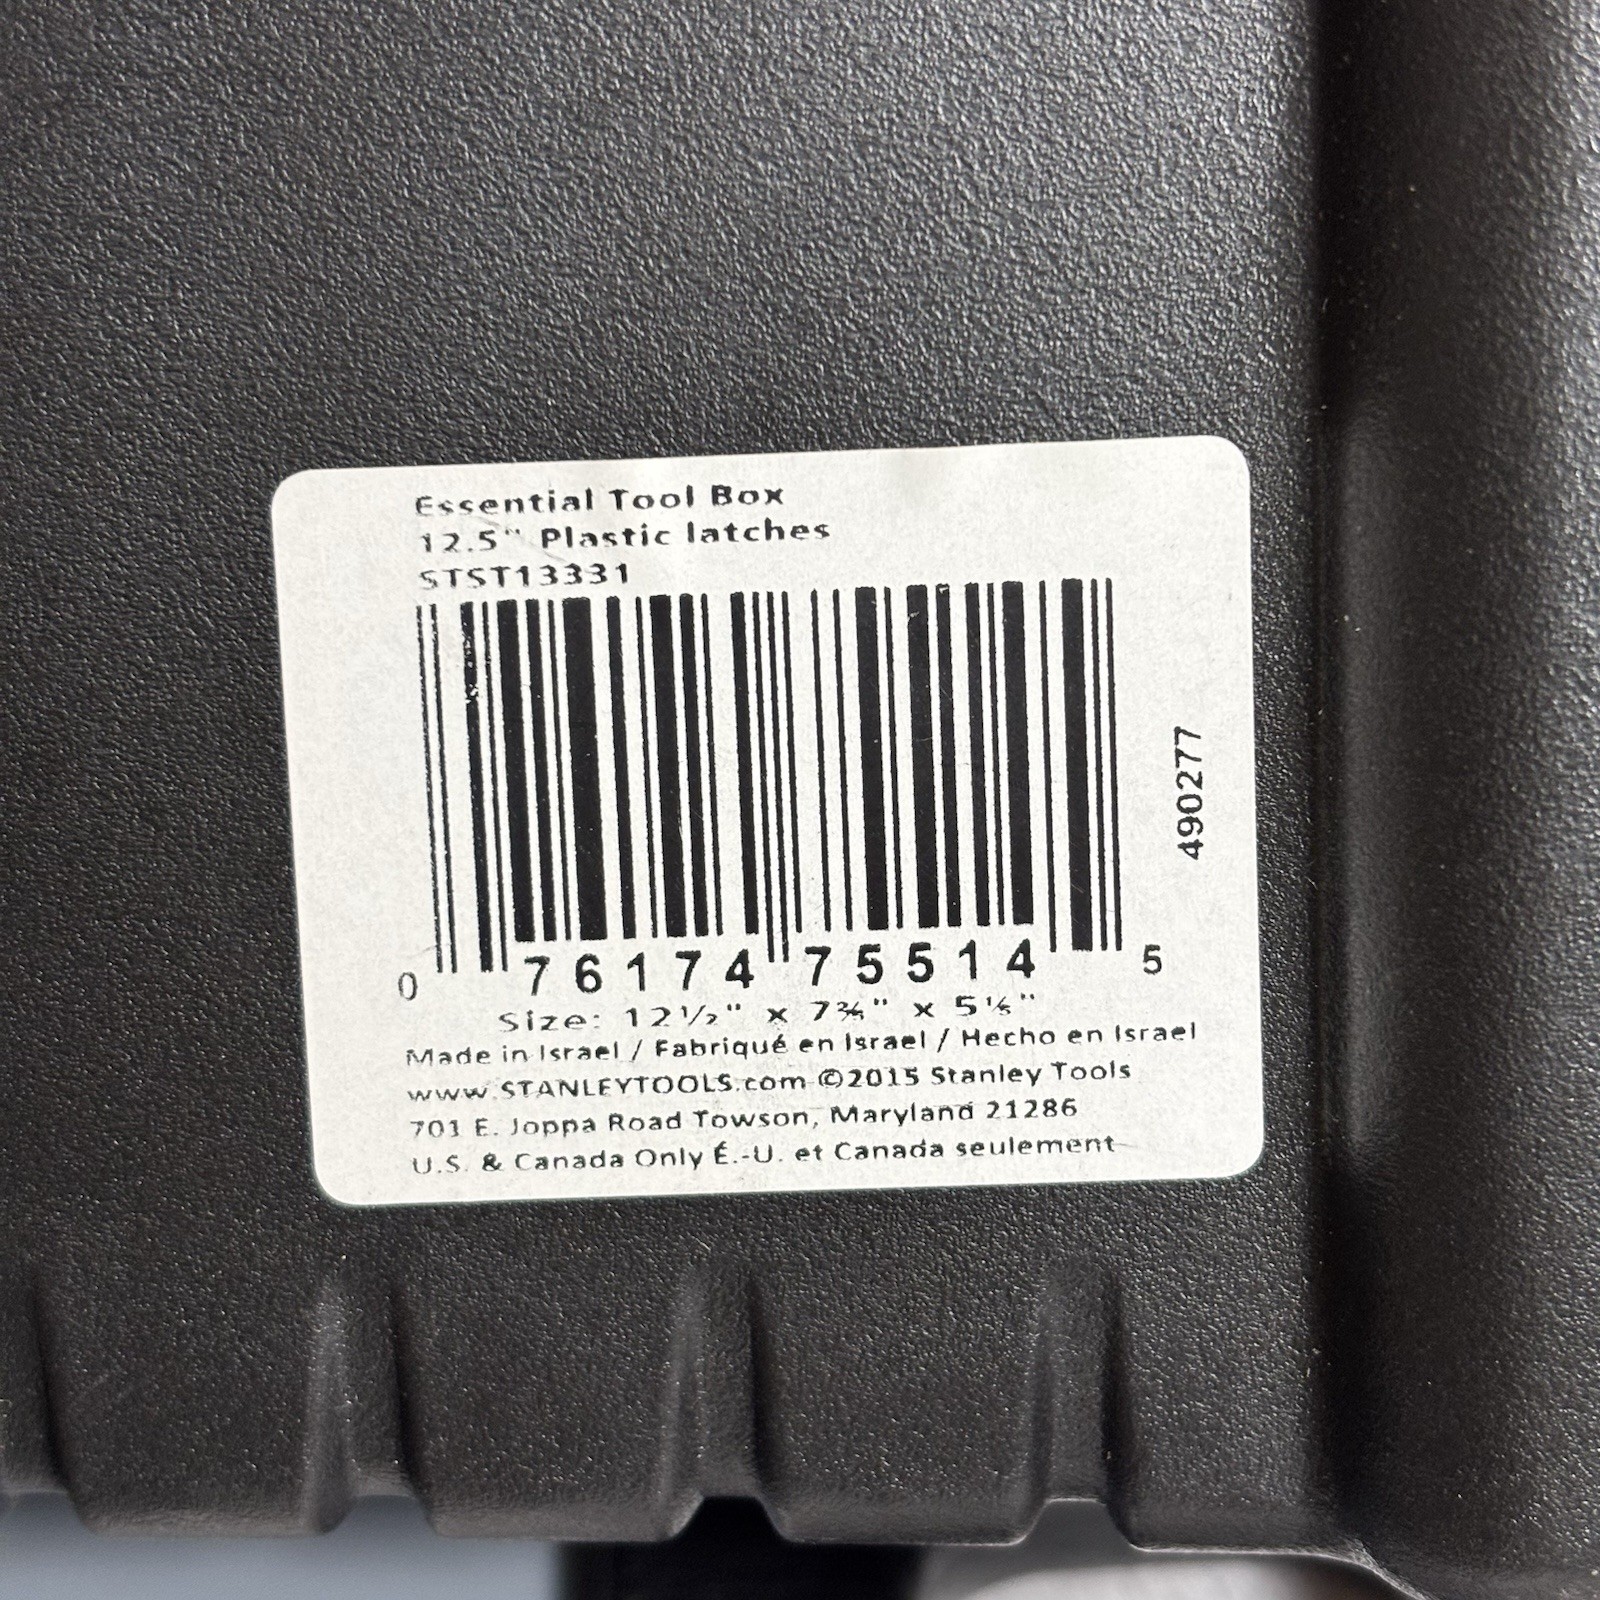 Essential Tool Box
12.5" Plastic latches
STST13331
0 76174 75514 5
490277
Size: 12½" x 7¾" x 5⅛"
Made in Israel / Fabriqué en Israel / Hecho en Israel
www.STANLEYTOOLS.com ©2015 Stanley Tools
701 E. Joppa Road Towson, Maryland 21286
U.S. & Canada Only É.-U. et Canada seulement